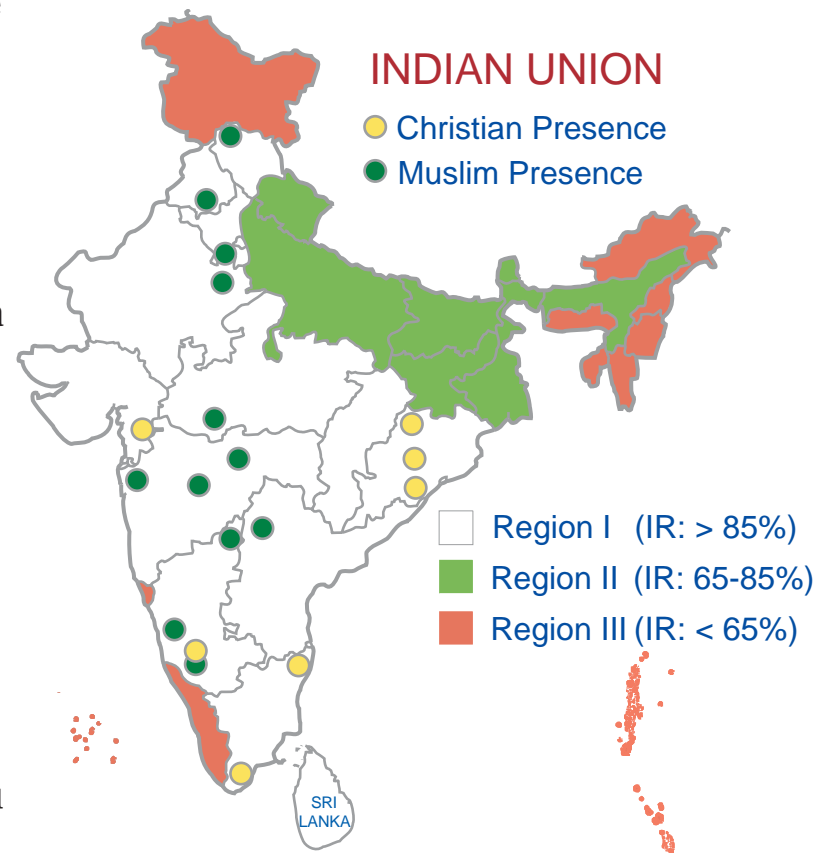 INDIAN UNION
Christian Presence
Muslim Presence
Region I (IR: > 85%)
Region II (IR: 65-85%)
Region III (IR: < 65%)
SRI
LANKA